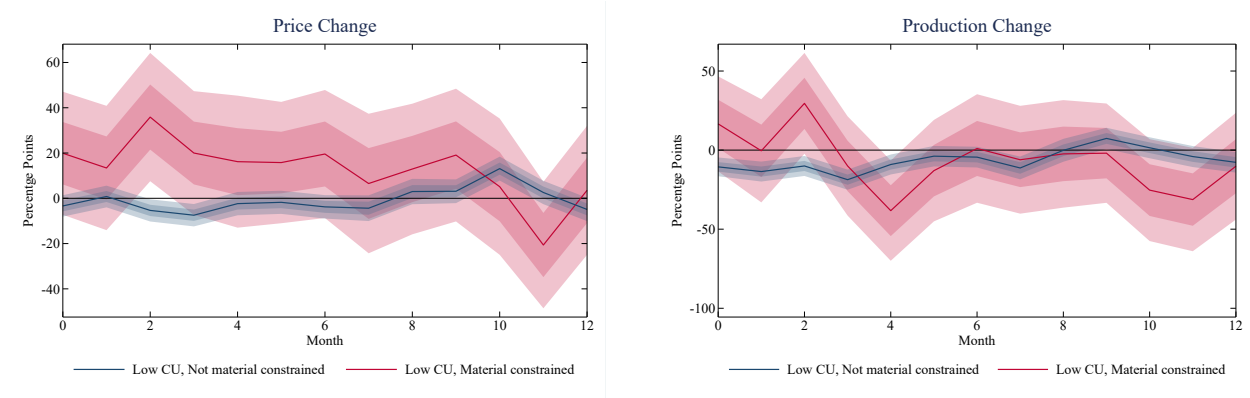 Price Change
Percentge Points
60
40
20
0
-20
-40
0 2 4 6 8 10 12
Month
Low CU, Not material constrained Low CU, Material constrained
Production Change
Percentge Points
50
0
-50
-100
0 2 4 6 8 10 12
Month
Low CU, Not material constrained Low CU, Material constrained